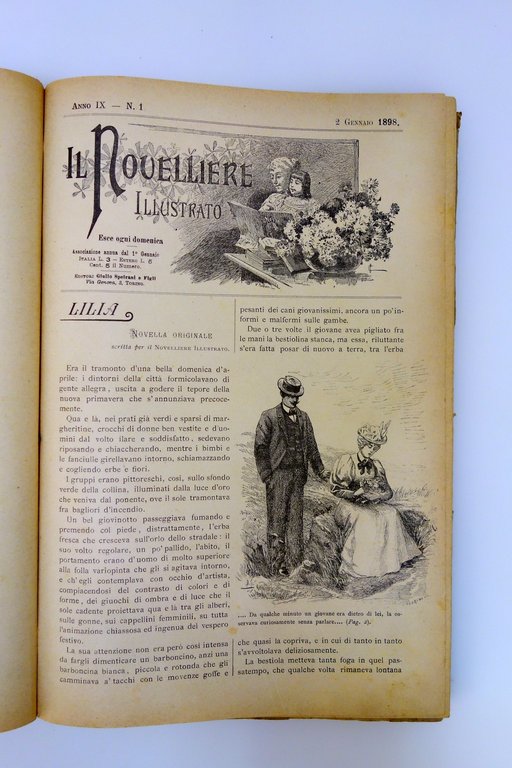 ANNO IX — N. 1
2 GENNAIO 1898.
IL NOVELLIERE
ILLUSTRATO
Esce ogni domenica
Associazione annua dal 1º Gennaio
ITALIA L. 3 — ESTERO L. 6
Cent. 5 il Numero.
EDITORI Giulio Speirani e Figli
Via Genova, 3, TORINO.
LILIA
NOVELLA ORIGINALE
scritta per il NOVELLIERE ILLUSTRATO.
Era il tramonto d'una bella domenica d'a-
prile: i dintorni della città formicolavano di
gente allegra, uscita a godere il tepore della
nuova primavera che s'annunziava precoce-
mente.
Qua e là, nei prati già verdi e sparsi di mar-
gheritine, crocchi di donne ben vestite e d'uo-
mini dal volto ilare e soddisfatto, sedevano
riposando e chiaccherando, mentre i bimbi e
le fanciulle girellavano intorno, schiamazzando
e cogliendo erbe e fiori.
I gruppi erano pittoreschi, così, sullo sfondo
verde della collina, illuminati dalla luce d'oro
che veniva dal ponente, ove il sole tramontava
fra bagliori d'incendio.
Un bel giovinotto passeggiava fumando e
premendo col piede, distrattamente, l'erba
fresca che cresceva sull'orlo dello stradale: il
suo volto regolare, un po' pallido, l'abito, il
portamento erano d'uomo di molto superiore
alla folla variopinta che gli si agitava intorno,
e ch'egli contemplava con occhio d'artista,
compiacendosi del contrasto di colori e di
forme, dei giuochi di ombra e di luce che il
sole cadente proiettava qua e là tra gli alberi,
sulle gonne, sui cappellini femminili, su tutta
l'animazione chiassosa ed ingenua del vespero
festivo.
La sua attenzione non era però così intensa
da fargli dimenticare un barboncino, anzi una
barboncina bianca, piccola e rotonda che gli
camminava a' tacchi con le movenze goffe e
pesanti dei cani giovanissimi, ancora un po' in-
formi e malfermi sulle gambe.
Due o tre volte il giovane avea pigliato fra
le mani la bestiolina stanca, ma essa, riluttante
s'era fatta posar di nuovo a terra, tra l'erba
.... Da qualche minuto un giovane era dietro di lei, la os-
servava curiosamente senza parlare.... (Pag. 2).
che quasi la copriva, e in cui di tanto in tanto
s'avvoltolava deliziosamente.
La bestiola metteva tanta foga in quel pas-
satempo, che qualche volta rimaneva lontana